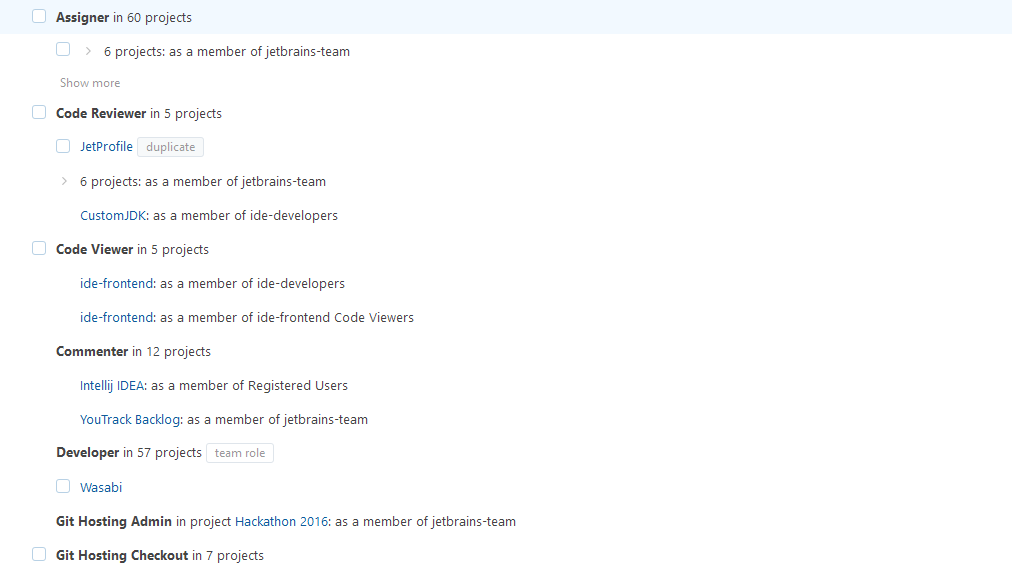 Assigner in 60 projects
6 projects: as a member of jetbrains-team
Show more
Code Reviewer in 5 projects
JetProfile duplicate
6 projects: as a member of jetbrains-team
CustomJDK: as a member of ide-developers
Code Viewer in 5 projects
ide-frontend: as a member of ide-developers
ide-frontend: as a member of ide-frontend Code Viewers
Commenter in 12 projects
Intellij IDEA: as a member of Registered Users
YouTrack Backlog: as a member of jetbrains-team
Developer in 57 projects team role
Wasabi
Git Hosting Admin in project Hackathon 2016: as a member of jetbrains-team
Git Hosting Checkout in 7 projects